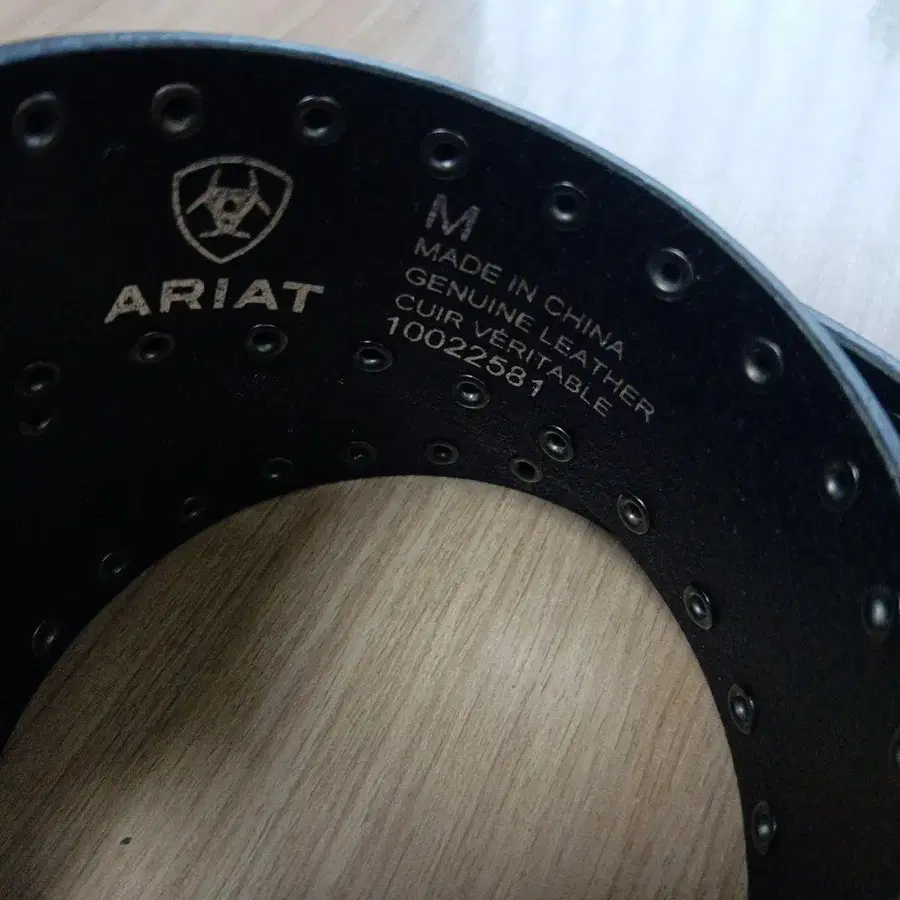 ARIAT
M
MADE IN CHINA
GENUINE LEATHER
CUIR VÉRITABLE
10022581